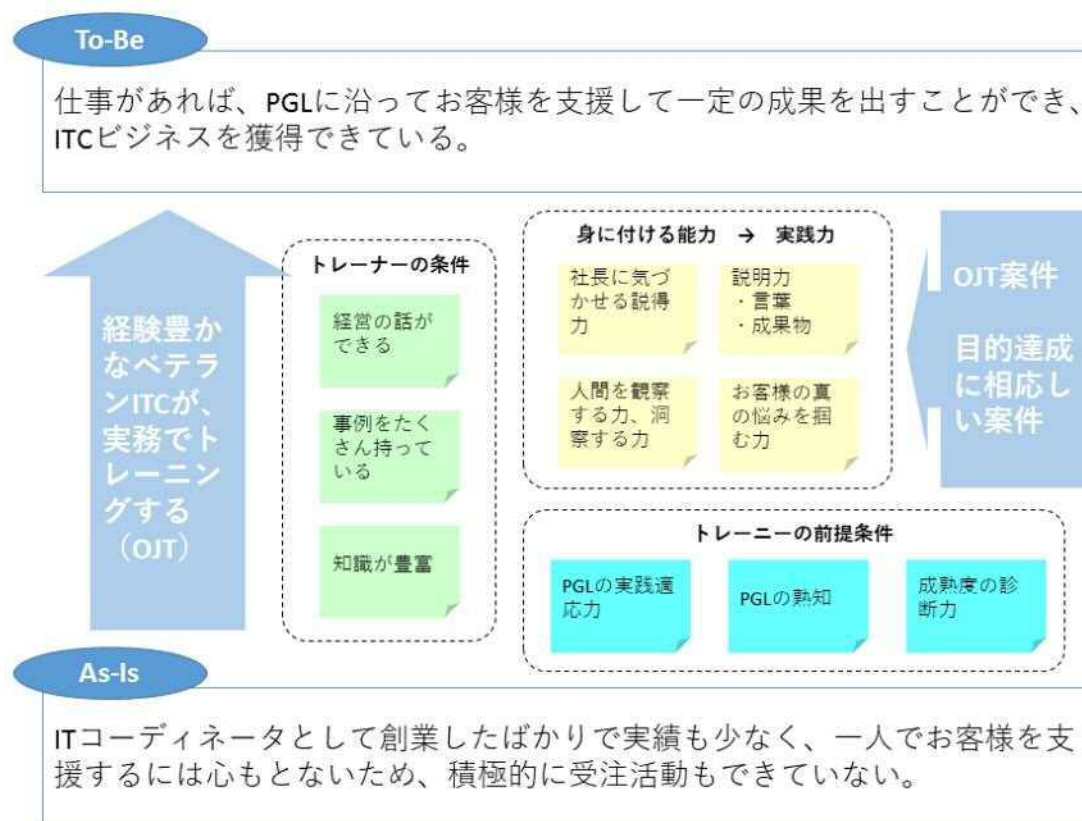 To-Be
仕事があれば、PGLに沿ってお客様を支援して一定の成果を出すことができ、
ITCビジネスを獲得できている。
経験豊か
なベテラ
ンITCが、
実務でト
レーニン
グする
（OJT）
トレーナーの条件
経営の話が
できる
事例をたく
さん持って
いる
知識が豊富
身に付ける能力 → 実践力
社長に気づ
かせる説得
力
説明力
・言葉
・成果物
人間を観察
する力、洞
察する力
お客様の真
の悩みを掴
む力
OJT案件
目的達成
に相応し
い案件
トレーニーの前提条件
PGLの実践適
応力
PGLの熟知
成熟度の診
断力
As-Is
ITコーディネータとして創業したばかりで実績も少なく、一人でお客様を支
援するには心もとないため、積極的に受注活動もできていない。